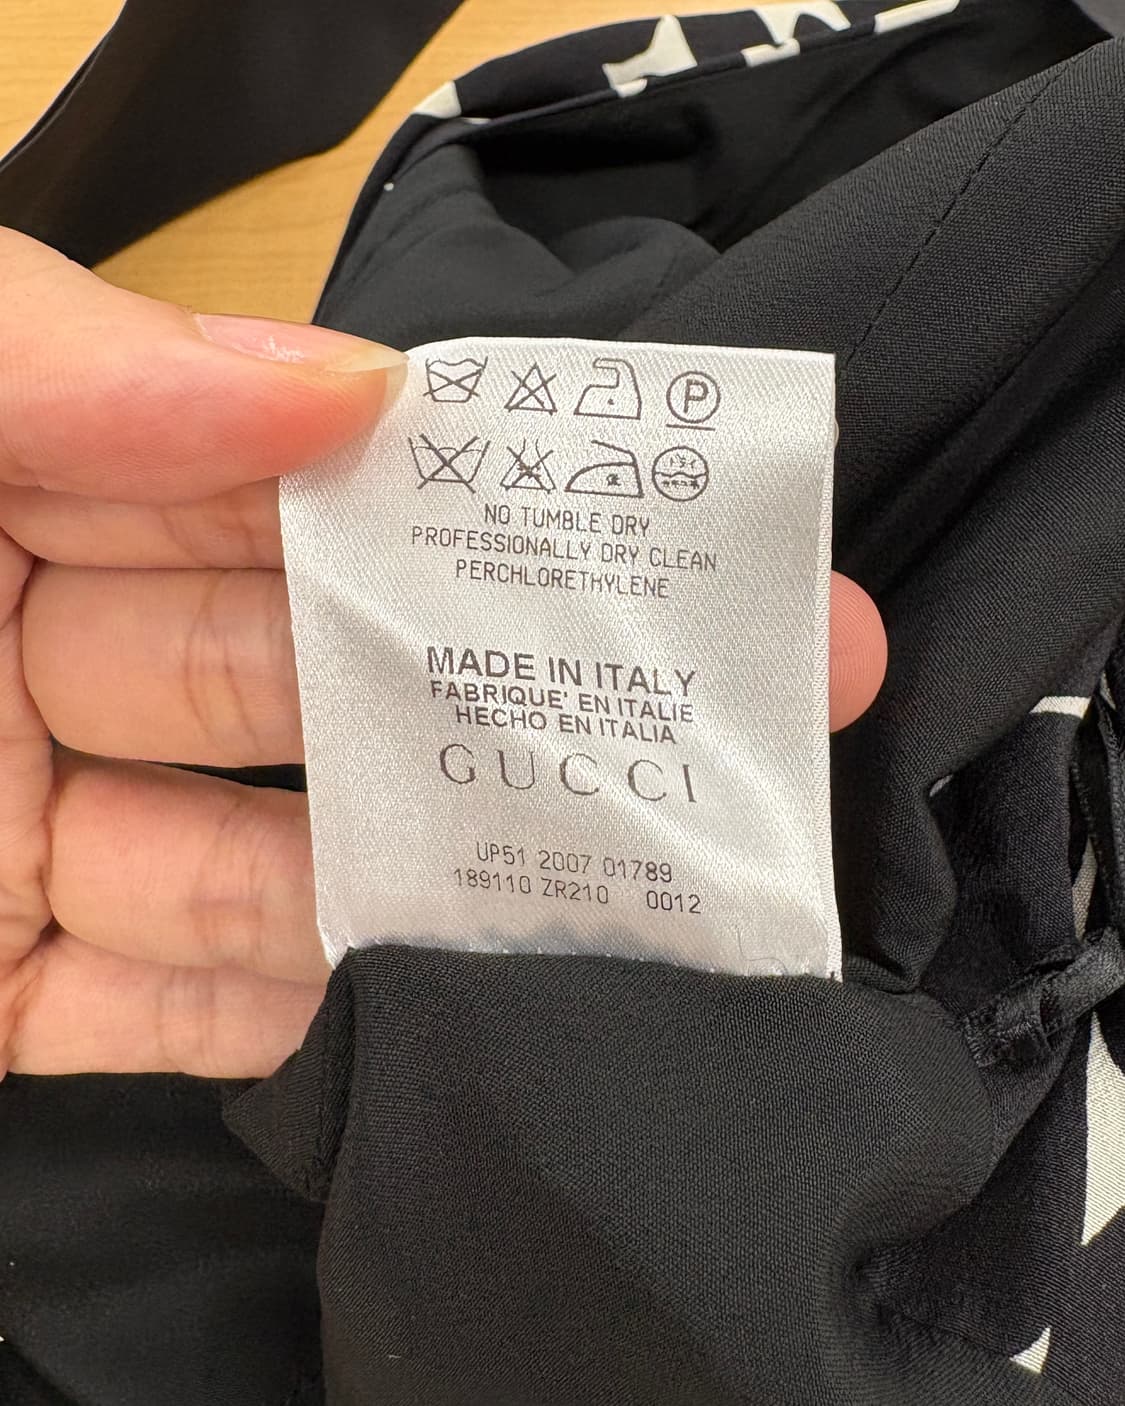 P
NO TUMBLE DRY
PROFESSIONALLY DRY CLEAN
PERCHLORETHYLENE
MADE IN ITALY
FABRIQUE' EN ITALIE
HECHO EN ITALIA
GUCCI
UP51 2007 01789
189110 ZR210 0012